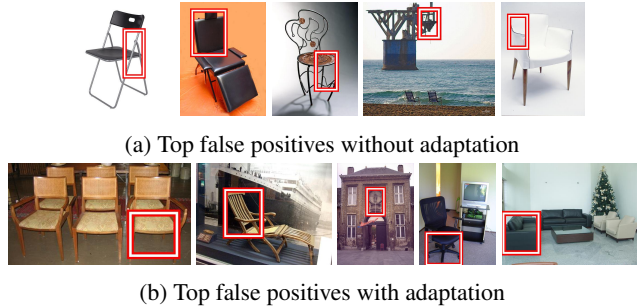 (a) Top false positives without adaptation
(b) Top false positives with adaptation